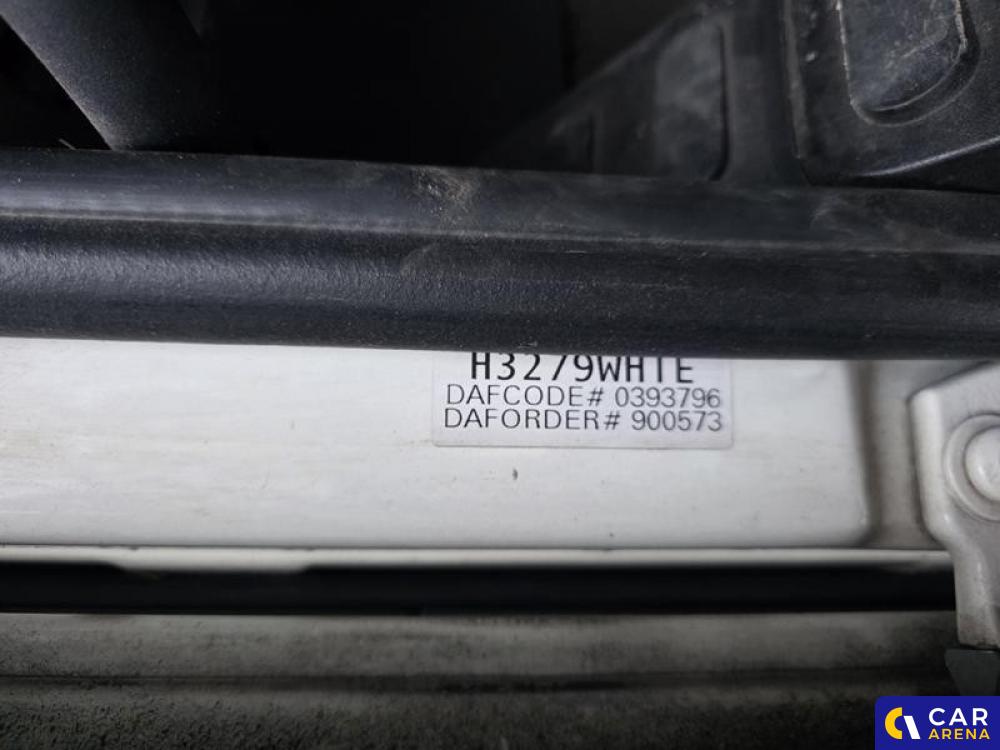 H3279WHTE
DAFCODE# 0393796
DAFORDER# 900573
CAR
ARENA